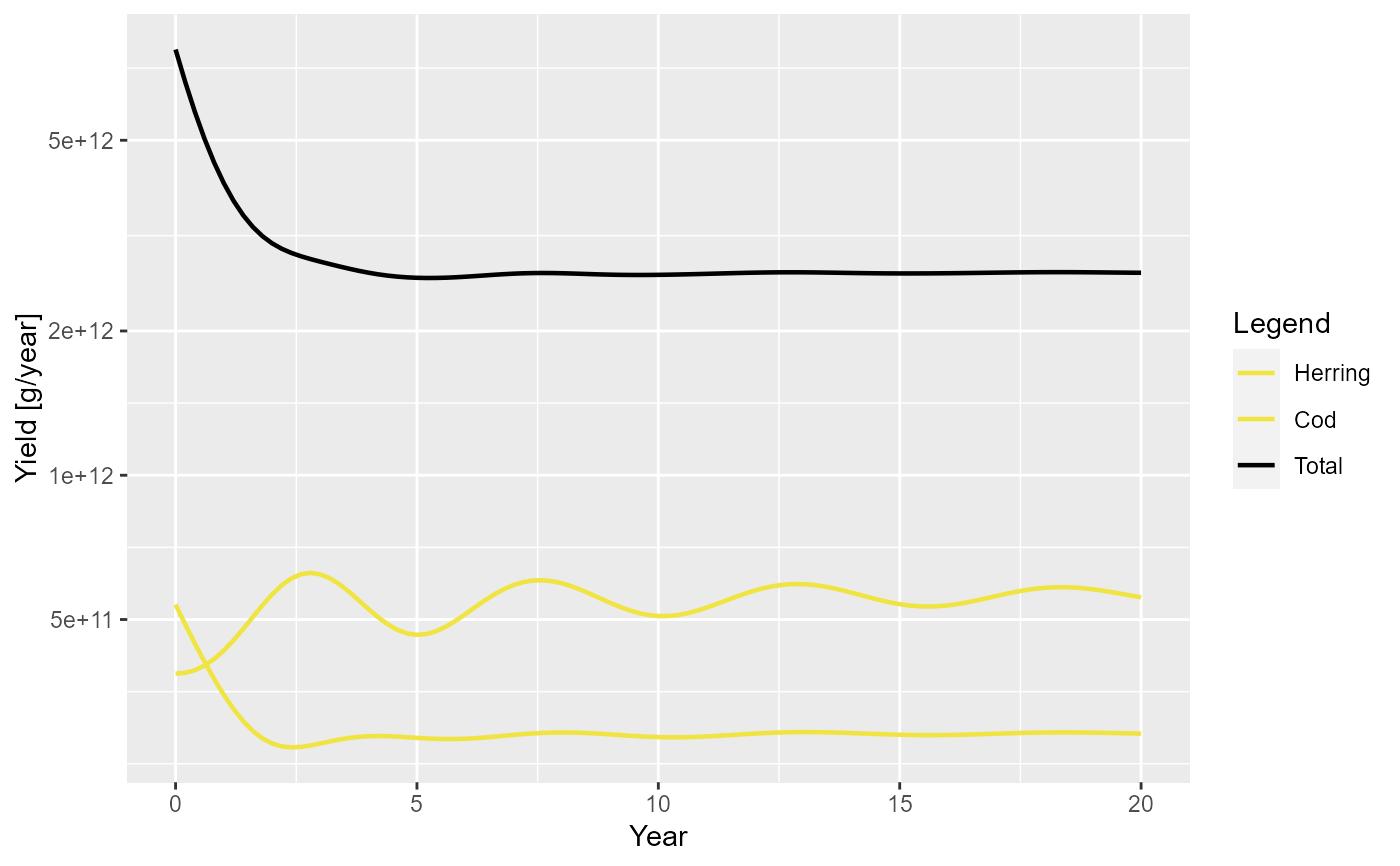 5e+12
2e+12
1e+12
5e+11
Yield [g/year]
0 5 10 15 20
Year
Legend
Herring
Cod
Total